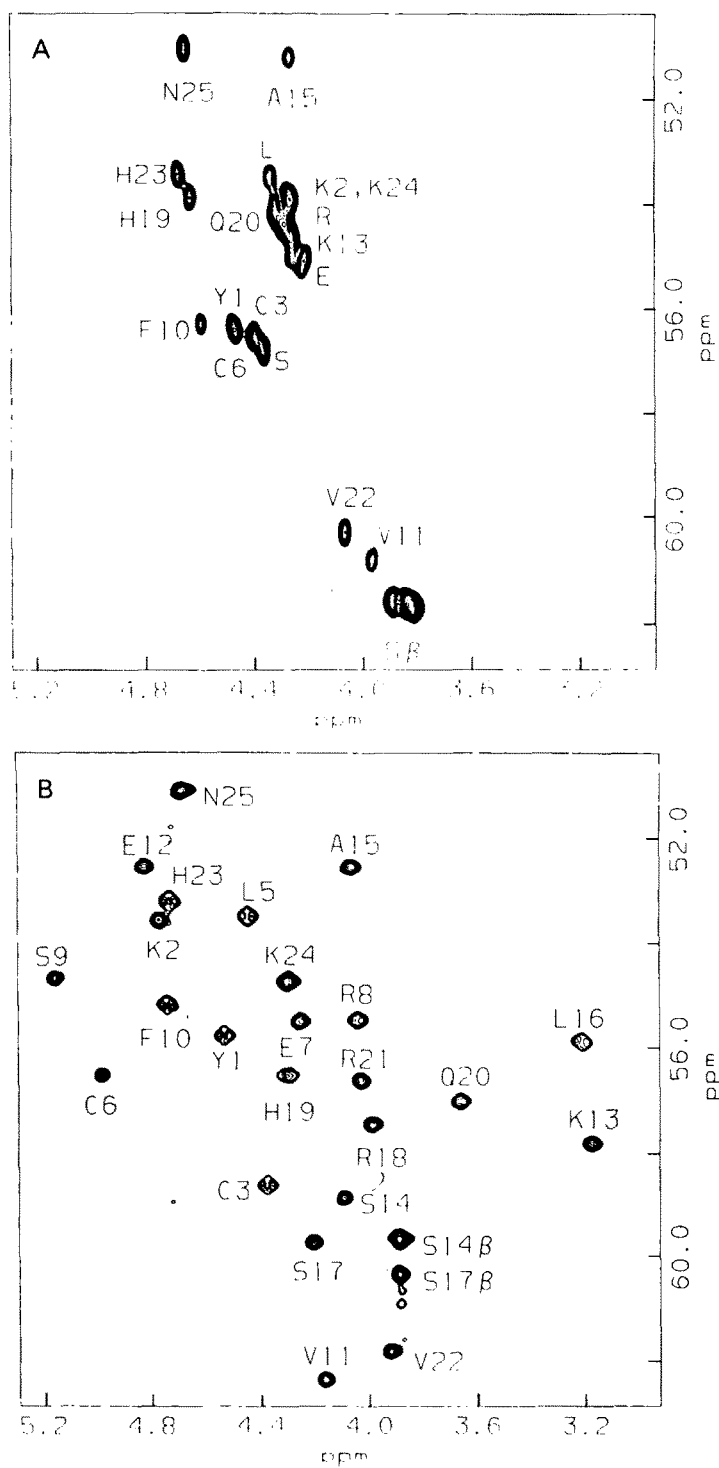 A
N25 A15
52.0
L
H23 K2,K24
H19 Q20 R
K13
E
Y1 C3
F10
56.0
C6 S
ppm
V22
60.0
V11
Sβ
5.2 4.8 4.4 4.0 3.6 3.2
ppm
B
N25
52.0
E12 A15
H23
L5
K2
S9 K24
R8
F10 L16
Y1 E7 56.0
R21
C6 H19 Q20
ppm
K13
R18
C3
S14
S14β
S17 60.0
S17β
V11 V22
5.2 4.8 4.4 4.0 3.6 3.2
ppm